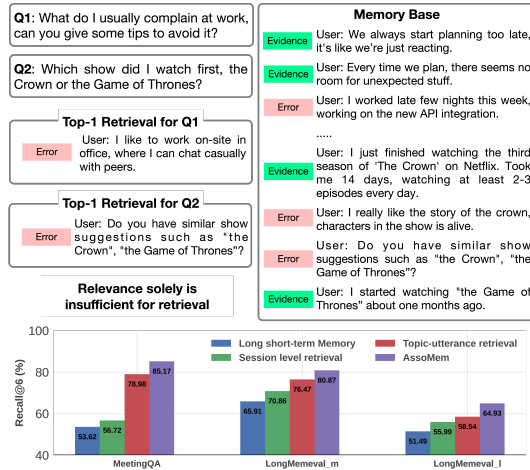 Q1: What do I usually complain at work,
can you give some tips to avoid it?
Q2: Which show did I watch first, the
Crown or the Game of Thrones?
Top-1 Retrieval for Q1
Error
User: I like to work on-site in
office, where I can chat casually
with peers.
Top-1 Retrieval for Q2
Error
User: Do you have similar show
suggestions such as "the
Crown", "the Game of Thrones"?
Relevance solely is
insufficient for retrieval
Memory Base
Evidence
User: We always start planning too late,
it's like we're just reacting.
Evidence
User: Every time we plan, there seems no
room for unexpected stuff.
Error
User: I worked late few nights this week,
working on the new API integration.
.....
Evidence
User: I just finished watching the third
season of 'The Crown' on Netflix. Took
me 14 days, watching at least 2-3
episodes every day.
Error
User: I really like the story of the crown,
characters in the show is alive.
Error
User: Do you have similar show
suggestions such as "the Crown", "the
Game of Thrones"?
Evidence
User: I started watching "the Game of
Thrones" about one months ago.
Recall@6 (%)
100
80
60
40
Long short-term Memory
Session level retrieval
Topic-utterance retrieval
AssoMem
53.62
56.72
78.98
85.17
65.91
70.86
76.47
80.87
51.49
55.99
58.54
64.93
MeetingQA
LongMemeval_m
LongMemeval_l